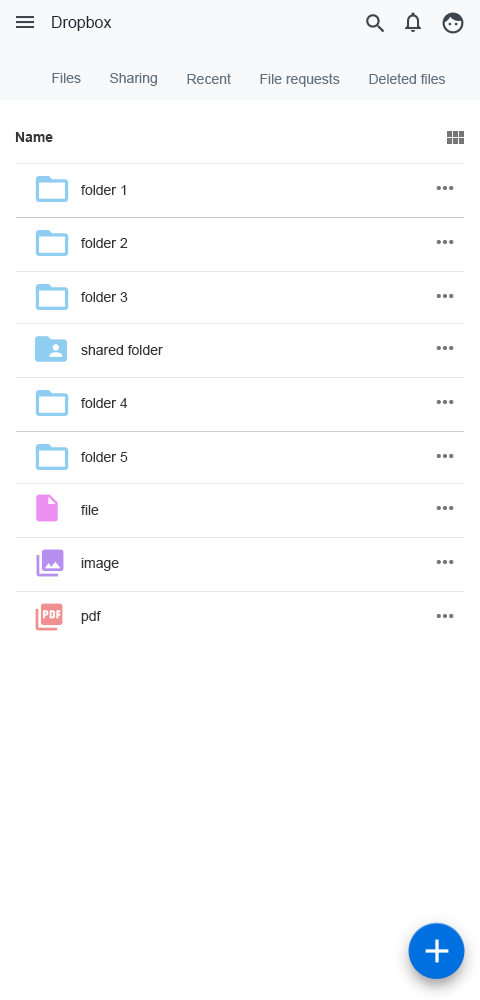 Dropbox
Files Sharing Recent File requests Deleted files
Name
folder 1
folder 2
folder 3
shared folder
folder 4
folder 5
file
image
PDF pdf